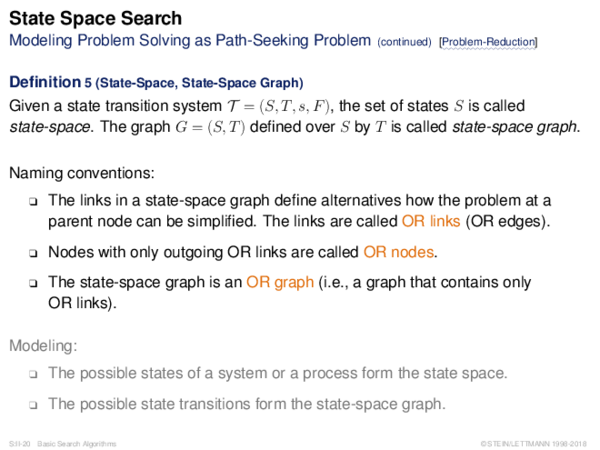 State Space Search
Modeling Problem Solving as Path-Seeking Problem (continued) [Problem-Reduction]
Definition 5 (State-Space, State-Space Graph)
Given a state transition system 𝒯 = (S, T, s, F), the set of states S is called
state-space. The graph G = (S, T) defined over S by T is called state-space graph.
Naming conventions:
❑ The links in a state-space graph define alternatives how the problem at a
parent node can be simplified. The links are called OR links (OR edges).
❑ Nodes with only outgoing OR links are called OR nodes.
❑ The state-space graph is an OR graph (i.e., a graph that contains only
OR links).
Modeling:
❑ The possible states of a system or a process form the state space.
❑ The possible state transitions form the state-space graph.
S:II-20 Basic Search Algorithms © STEIN/LETTMANN 1998-2018